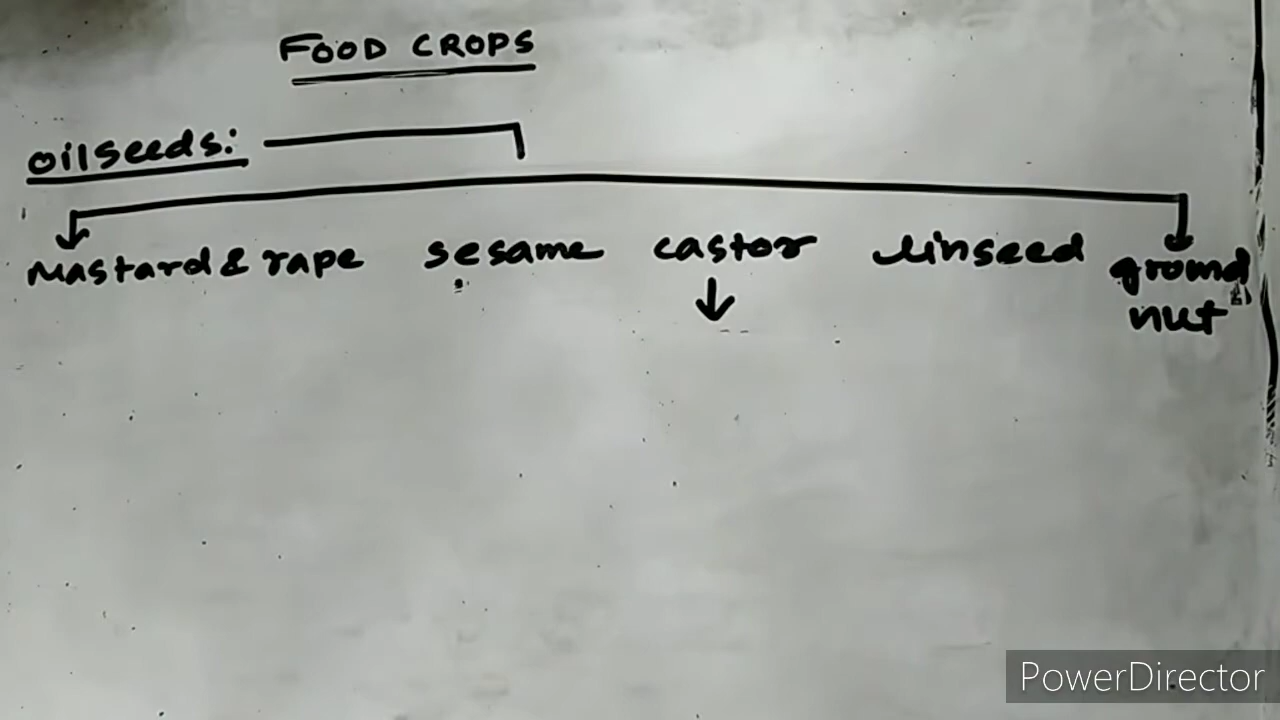 FOOD CROPS
oilseeds:
Mastard & rape sesame castor linseed ground
nut
PowerDirector